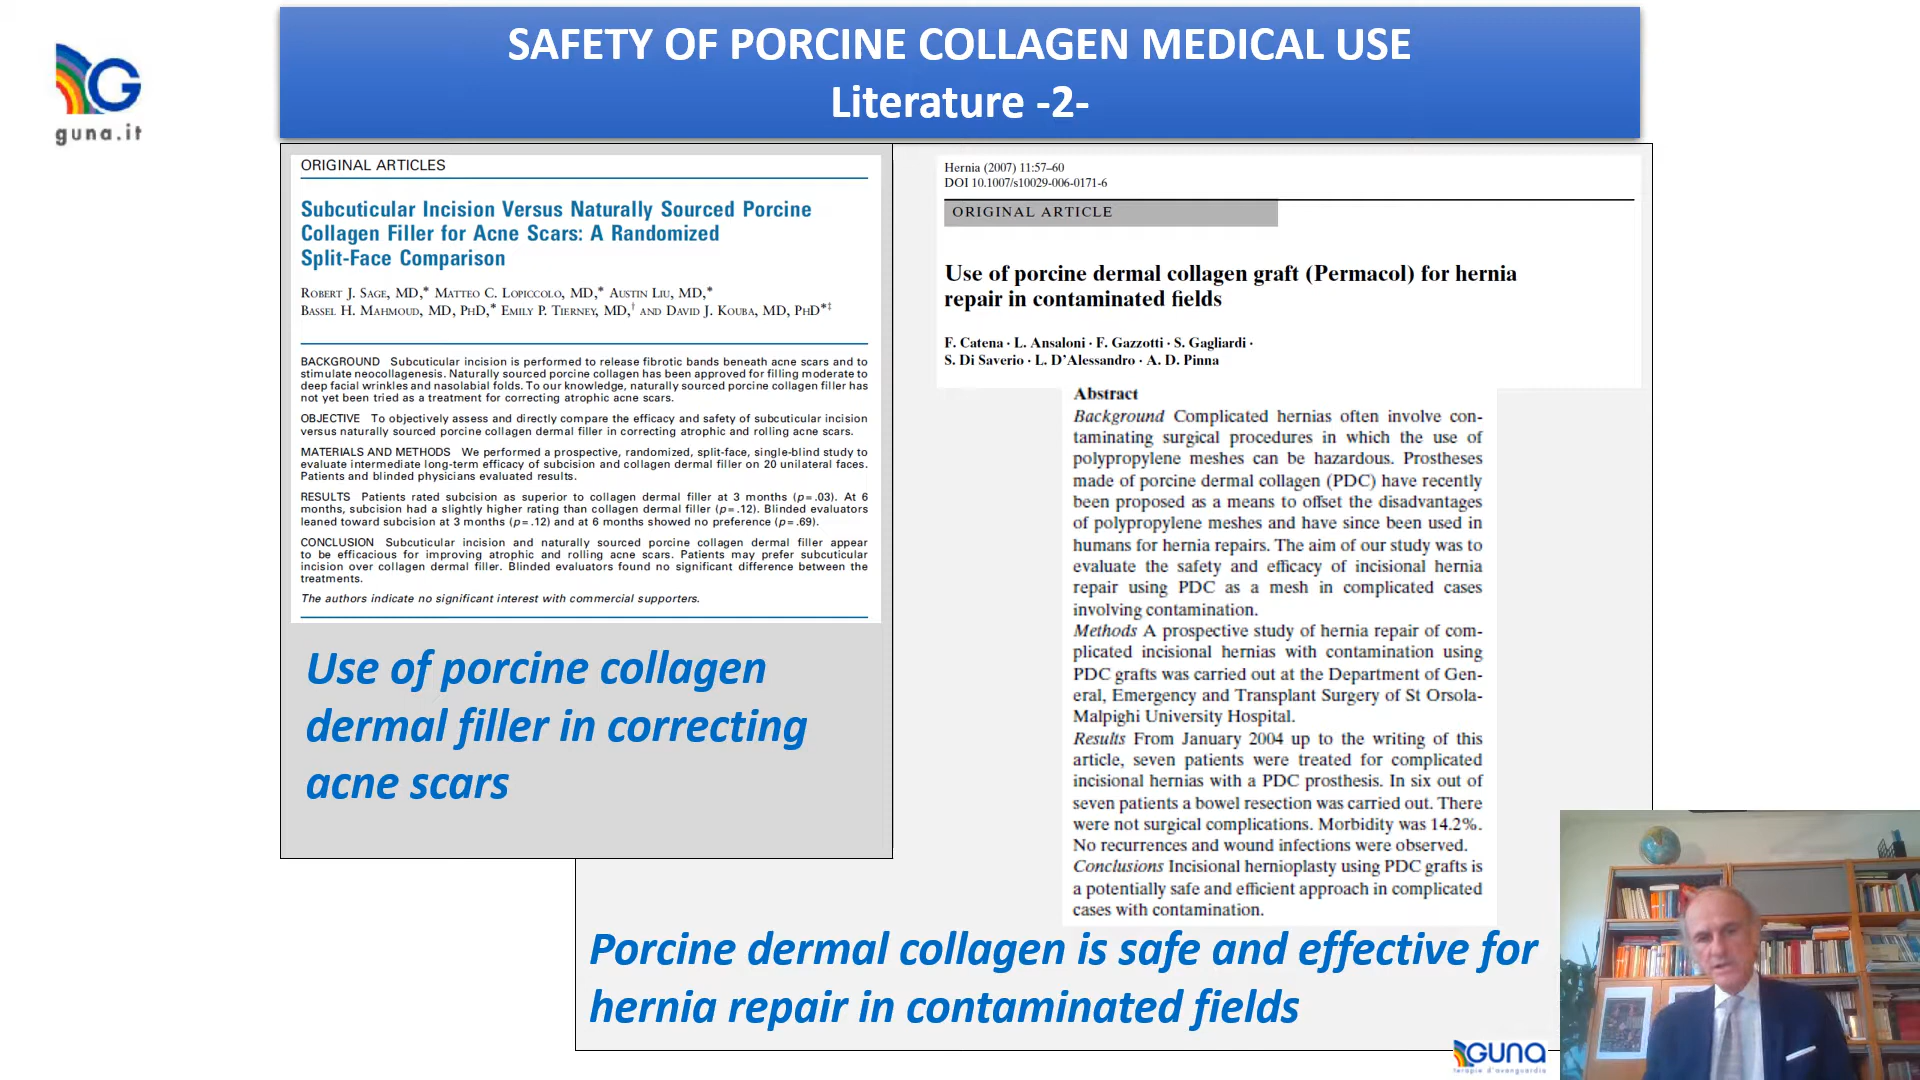 guna.it
SAFETY OF PORCINE COLLAGEN MEDICAL USE
Literature -2-
ORIGINAL ARTICLES
Subcuticular Incision Versus Naturally Sourced Porcine
Collagen Filler for Acne Scars: A Randomized
Split-Face Comparison
ROBERT J. SAGE, MD,* MATTEO C. LOPICCOLO, MD,* AUSTIN LIU, MD,*
BASSEL H. MAHMOUD, MD, PHD,* EMILY P. TIERNEY, MD,† AND DAVID J. KOUBA, MD, PHD*‡
BACKGROUND Subcuticular incision is performed to release fibrotic bands beneath acne scars and to
stimulate neocollagenesis. Naturally sourced porcine collagen has been approved for filling moderate to
deep facial wrinkles and nasolabial folds. To our knowledge, naturally sourced porcine collagen filler has
not yet been tried as a treatment for correcting atrophic acne scars.
OBJECTIVE To objectively assess and directly compare the efficacy and safety of subcuticular incision
versus naturally sourced porcine collagen dermal filler in correcting atrophic and rolling acne scars.
MATERIALS AND METHODS We performed a prospective, randomized, split-face, single-blind study to
evaluate intermediate long-term efficacy of subcision and collagen dermal filler on 20 unilateral faces.
Patients and blinded physicians evaluated results.
RESULTS Patients rated subcision as superior to collagen dermal filler at 3 months (p=.03). At 6
months, subcision had a slightly higher rating than collagen dermal filler (p=.12). Blinded evaluators
leaned toward subcision at 3 months (p=.12) and at 6 months showed no preference (p=.69).
CONCLUSION Subcuticular incision and naturally sourced porcine collagen dermal filler appear
to be efficacious for improving atrophic and rolling acne scars. Patients may prefer subcuticular
incision over collagen dermal filler. Blinded evaluators found no significant difference between the
treatments.
The authors indicate no significant interest with commercial supporters.
Use of porcine collagen
dermal filler in correcting
acne scars
Hernia (2007) 11:57–60
DOI 10.1007/s10029-006-0171-6
ORIGINAL ARTICLE
Use of porcine dermal collagen graft (Permacol) for hernia
repair in contaminated fields
F. Catena · L. Ansaloni · F. Gazzotti · S. Gagliardi ·
S. Di Saverio · L. D'Alessandro · A. D. Pinna
Abstract
Background Complicated hernias often involve con-
taminating surgical procedures in which the use of
polypropylene meshes can be hazardous. Prostheses
made of porcine dermal collagen (PDC) have recently
been proposed as a means to offset the disadvantages
of polypropylene meshes and have since been used in
humans for hernia repairs. The aim of our study was to
evaluate the safety and efficacy of incisional hernia
repair using PDC as a mesh in complicated cases
involving contamination.
Methods A prospective study of hernia repair of com-
plicated incisional hernias with contamination using
PDC grafts was carried out at the Department of Gen-
eral, Emergency and Transplant Surgery of St Orsola-
Malpighi University Hospital.
Results From January 2004 up to the writing of this
article, seven patients were treated for complicated
incisional hernias with a PDC prosthesis. In six out of
seven patients a bowel resection was carried out. There
were not surgical complications. Morbidity was 14.2%.
No recurrences and wound infections were observed.
Conclusions Incisional hernioplasty using PDC grafts is
a potentially safe and efficient approach in complicated
cases with contamination.
Porcine dermal collagen is safe and effective for
hernia repair in contaminated fields
GUNA
terapie d'avanguardia